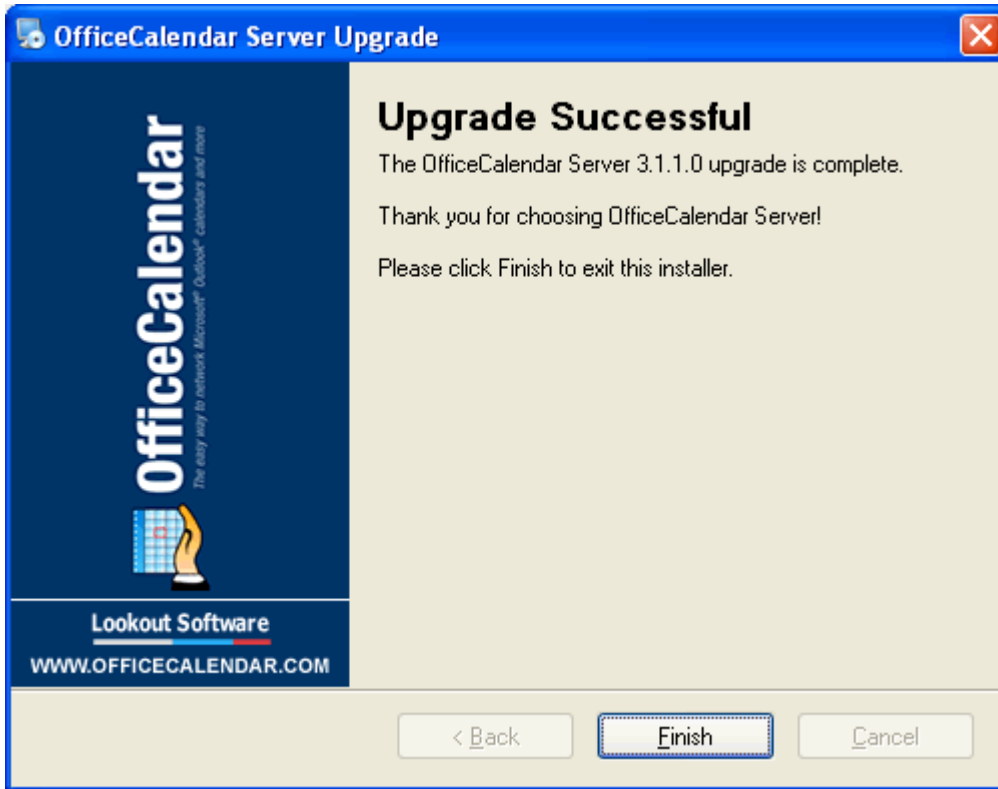 OfficeCalendar Server Upgrade
OfficeCalendar
The easy way to network Microsoft® Outlook® calendars and more
Lookout Software
WWW.OFFICECALENDAR.COM
Upgrade Successful
The OfficeCalendar Server 3.1.1.0 upgrade is complete.
Thank you for choosing OfficeCalendar Server!
Please click Finish to exit this installer.
< Back
Finish
Cancel